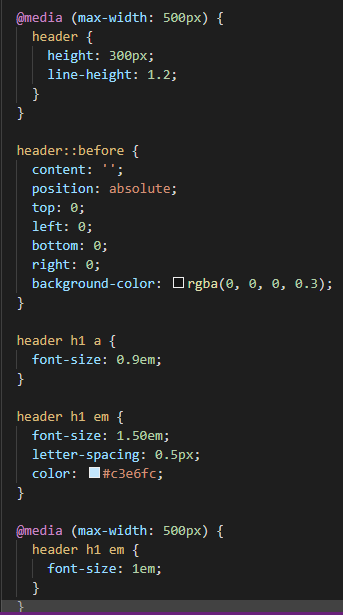 @media (max-width: 500px) {
header {
height: 300px;
line-height: 1.2;
}
}
header::before {
content: '';
position: absolute;
top: 0;
left: 0;
bottom: 0;
right: 0;
background-color: rgba(0, 0, 0, 0.3);
}
header h1 a {
font-size: 0.9em;
}
header h1 em {
font-size: 1.50em;
letter-spacing: 0.5px;
color: #c3e6fc;
}
@media (max-width: 500px) {
header h1 em {
font-size: 1em;
}
}